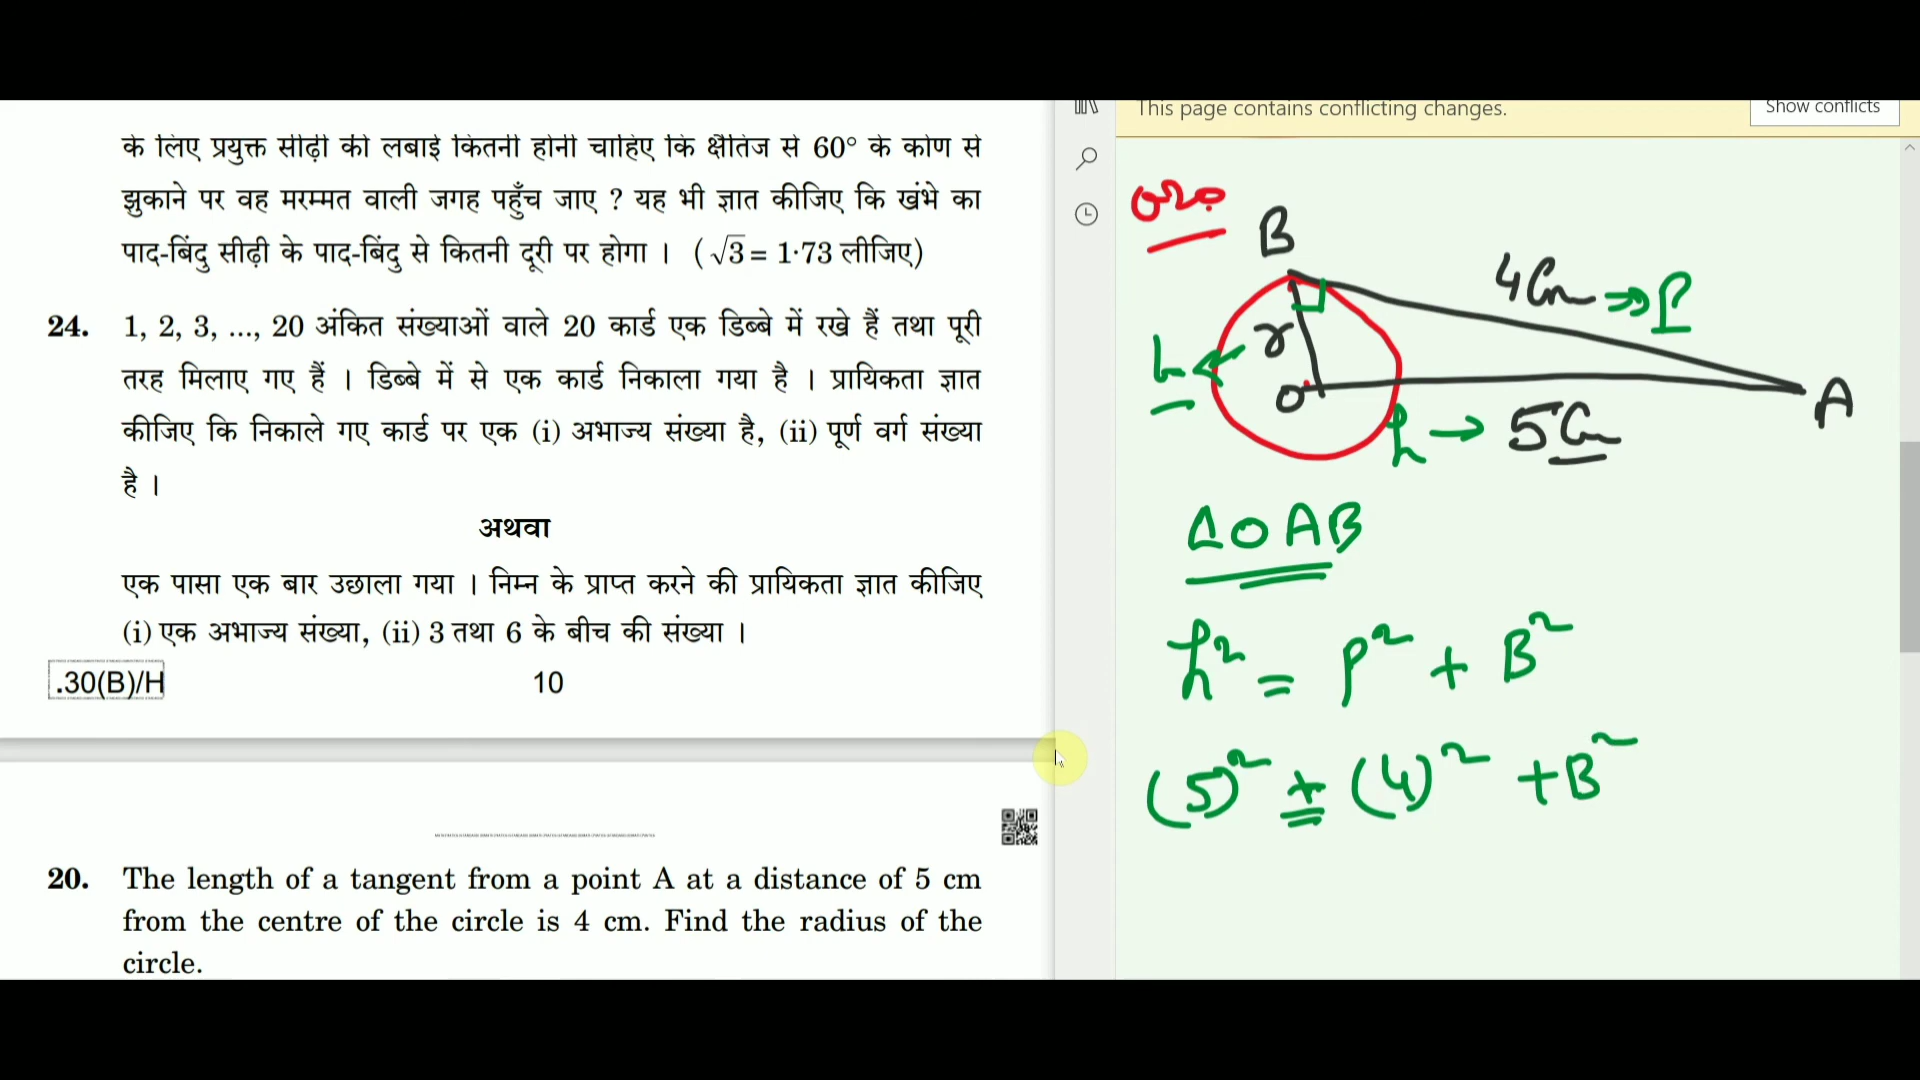 के लिए प्रयुक्त सीढ़ी की लंबाई कितनी होनी चाहिए कि क्षैतिज से 60° के कोण से
झुकाने पर वह मरम्मत वाली जगह पहुँच जाए ? यह भी ज्ञात कीजिए कि खंभे का
पाद-बिंदु सीढ़ी के पाद-बिंदु से कितनी दूरी पर होगा । ( √3 = 1·73 लीजिए)
24. 1, 2, 3, ..., 20 अंकित संख्याओं वाले 20 कार्ड एक डिब्बे में रखे हैं तथा पूरी
तरह मिलाए गए हैं । डिब्बे में से एक कार्ड निकाला गया है । प्रायिकता ज्ञात
कीजिए कि निकाले गए कार्ड पर एक (i) अभाज्य संख्या है, (ii) पूर्ण वर्ग संख्या
है ।
अथवा
एक पासा एक बार उछाला गया । निम्न के प्राप्त करने की प्रायिकता ज्ञात कीजिए
(i) एक अभाज्य संख्या, (ii) 3 तथा 6 के बीच की संख्या ।
.30(B)/H 10
20. The length of a tangent from a point A at a distance of 5 cm
from the centre of the circle is 4 cm. Find the radius of the
circle.
This page contains conflicting changes. Show conflicts
B
4Cm ⇒ P
r
O
A
h → 5Cm
ΔOAB
h² = P² + B²
(5)² = (4)² + B²